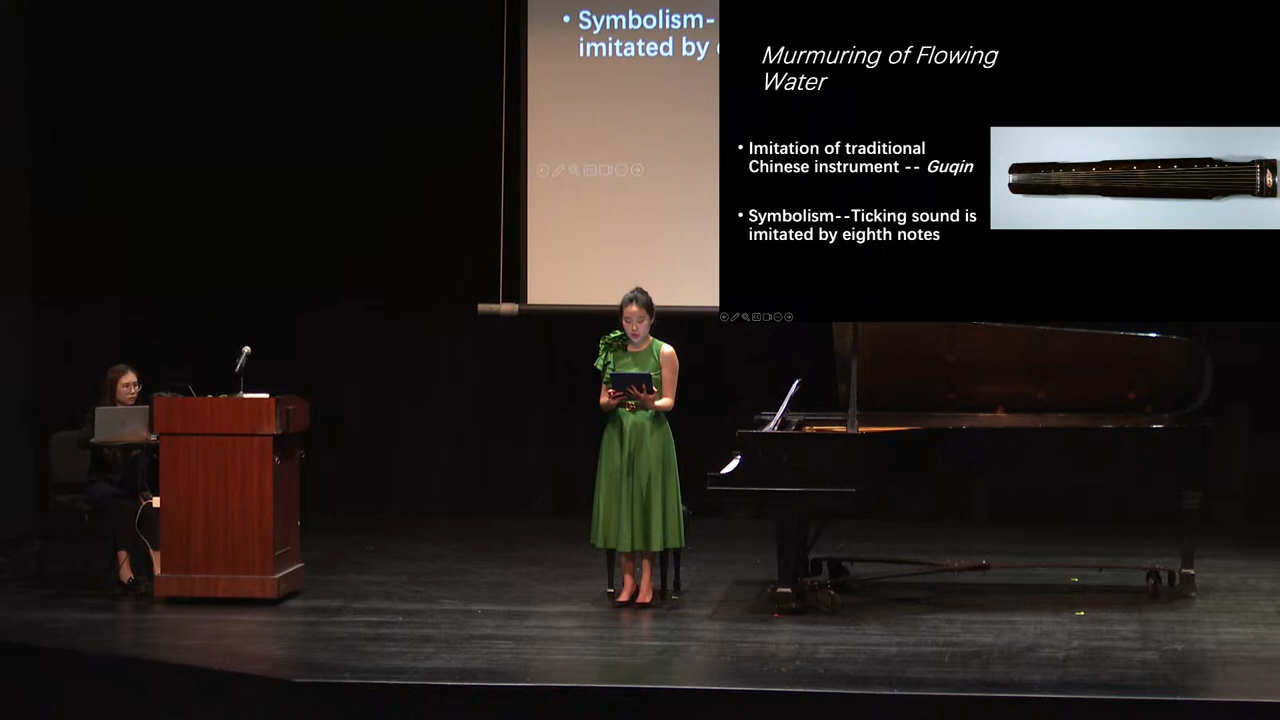 • Symbolism-
imitated by
Murmuring of Flowing
Water
• Imitation of traditional
Chinese instrument -- Guqin
• Symbolism--Ticking sound is
imitated by eighth notes